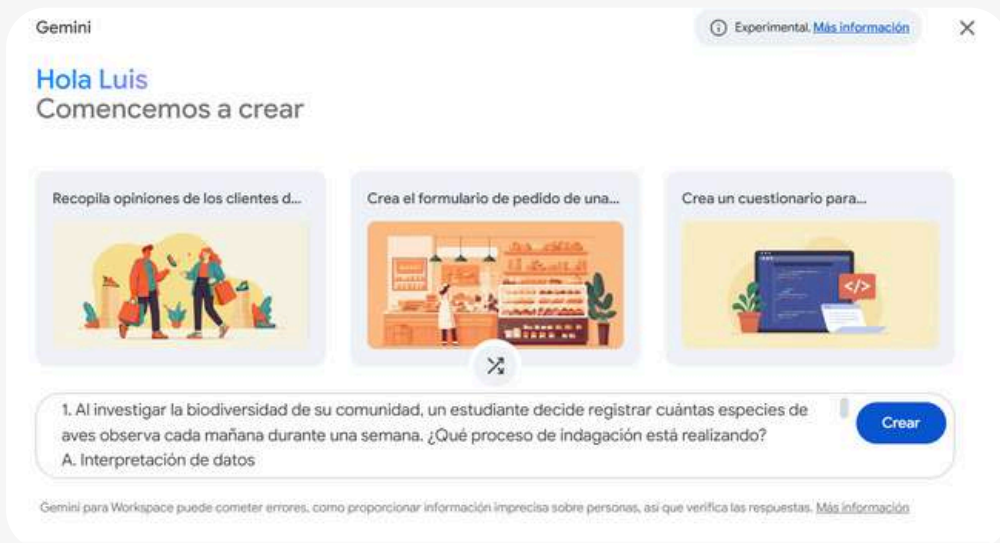 Gemini
Experimental. Más información
Hola Luis
Comencemos a crear
Recopila opiniones de los clientes d...
Crea el formulario de pedido de una...
Crea un cuestionario para...
</>
1. Al investigar la biodiversidad de su comunidad, un estudiante decide registrar cuántas especies de
aves observa cada mañana durante una semana. ¿Qué proceso de indagación está realizando?
A. Interpretación de datos
Crear
Gemini para Workspace puede cometer errores, como proporcionar información imprecisa sobre personas, así que verifica las respuestas. Más información